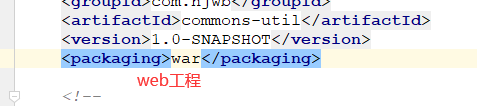 <groupId>com.njwb</groupId>
<artifactId>commons-util</artifactId>
<version>1.0-SNAPSHOT</version>
<packaging>war</packaging>
web工程
<!--